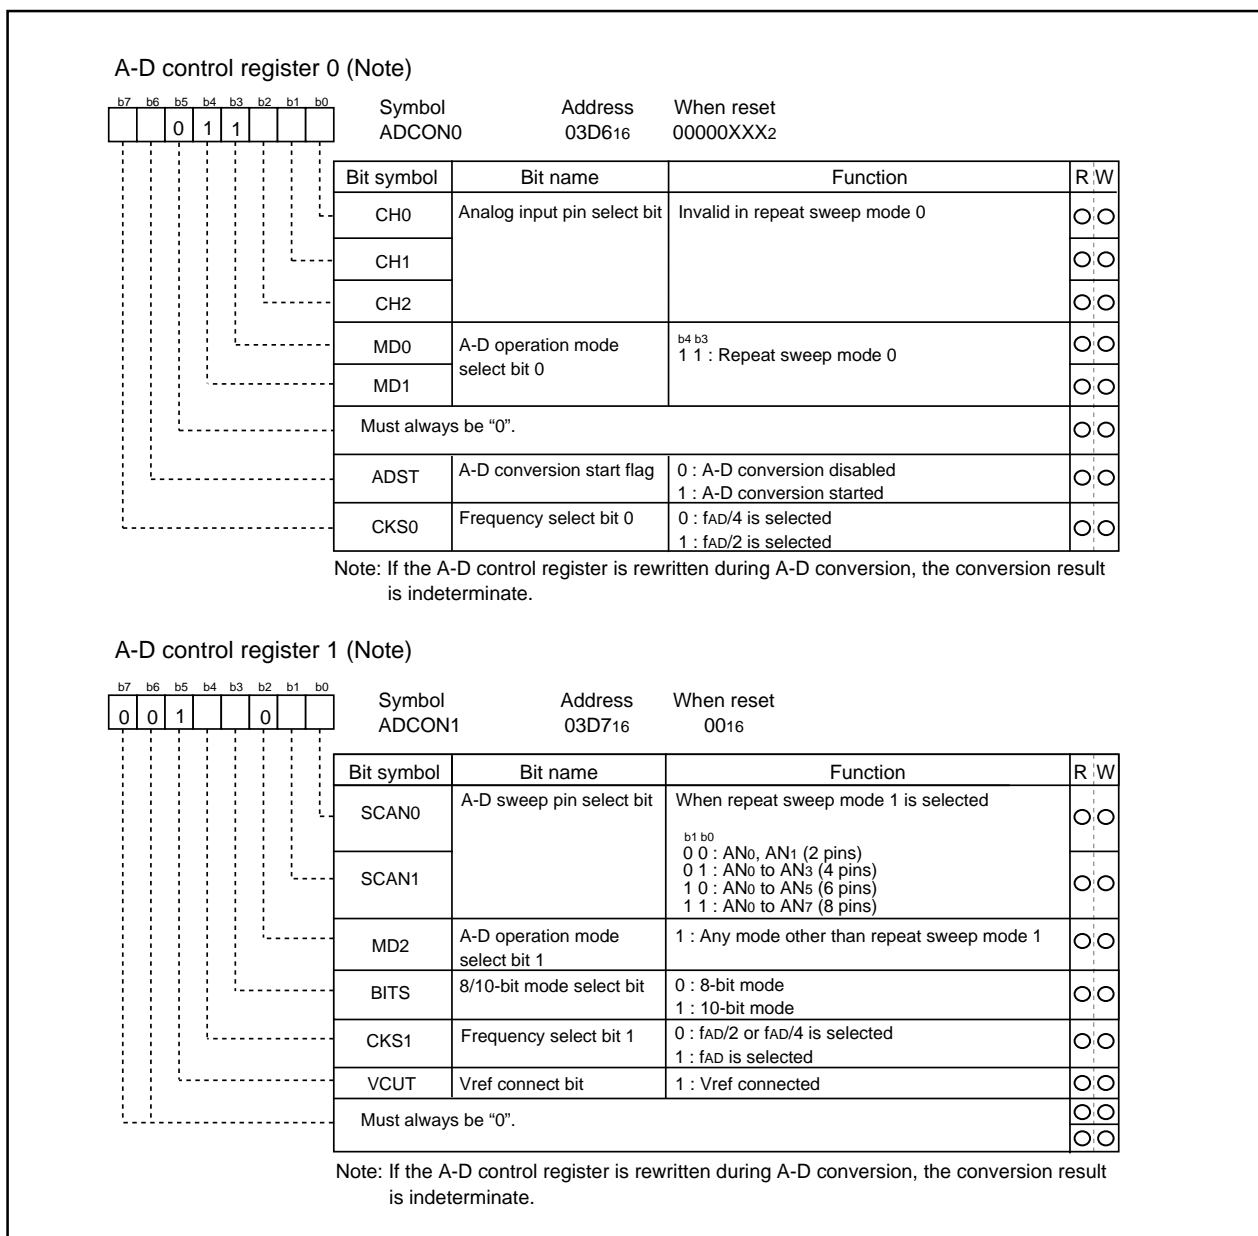 A-D control register 0 (Note)
b7 b6 b5 b4 b3 b2 b1 b0
0 1 1
Symbol Address When reset
ADCON0 03D616 00000XXX2
Bit symbol Bit name Function R W
CH0 Analog input pin select bit Invalid in repeat sweep mode 0
CH1
CH2
MD0 A-D operation mode select bit 0 b4 b3
1 1 : Repeat sweep mode 0
MD1
Must always be “0”.
ADST A-D conversion start flag 0 : A-D conversion disabled
1 : A-D conversion started
CKS0 Frequency select bit 0 0 : fAD/4 is selected
1 : fAD/2 is selected
Note: If the A-D control register is rewritten during A-D conversion, the conversion result
is indeterminate.
A-D control register 1 (Note)
b7 b6 b5 b4 b3 b2 b1 b0
0 0 1 0
Symbol Address When reset
ADCON1 03D716 0016
Bit symbol Bit name Function R W
SCAN0 A-D sweep pin select bit When repeat sweep mode 1 is selected
b1 b0
0 0 : AN0, AN1 (2 pins)
0 1 : AN0 to AN3 (4 pins)
SCAN1 1 0 : AN0 to AN5 (6 pins)
1 1 : AN0 to AN7 (8 pins)
MD2 A-D operation mode select bit 1 1 : Any mode other than repeat sweep mode 1
BITS 8/10-bit mode select bit 0 : 8-bit mode
1 : 10-bit mode
CKS1 Frequency select bit 1 0 : fAD/2 or fAD/4 is selected
1 : fAD is selected
VCUT Vref connect bit 1 : Vref connected
Must always be “0”.
Note: If the A-D control register is rewritten during A-D conversion, the conversion result
is indeterminate.